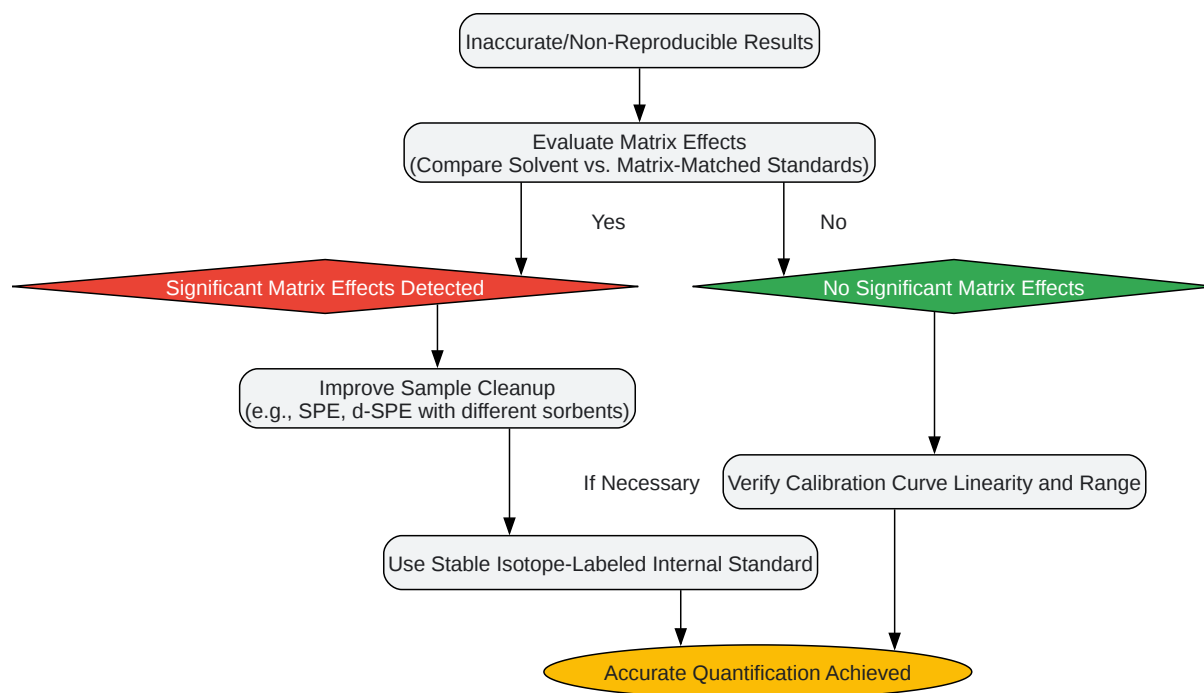 Inaccurate/Non-Reproducible Results
Evaluate Matrix Effects
(Compare Solvent vs. Matrix-Matched Standards)
Yes
No
Significant Matrix Effects Detected
No Significant Matrix Effects
Improve Sample Cleanup
(e.g., SPE, d-SPE with different sorbents)
If Necessary
Verify Calibration Curve Linearity and Range
Use Stable Isotope-Labeled Internal Standard
Accurate Quantification Achieved